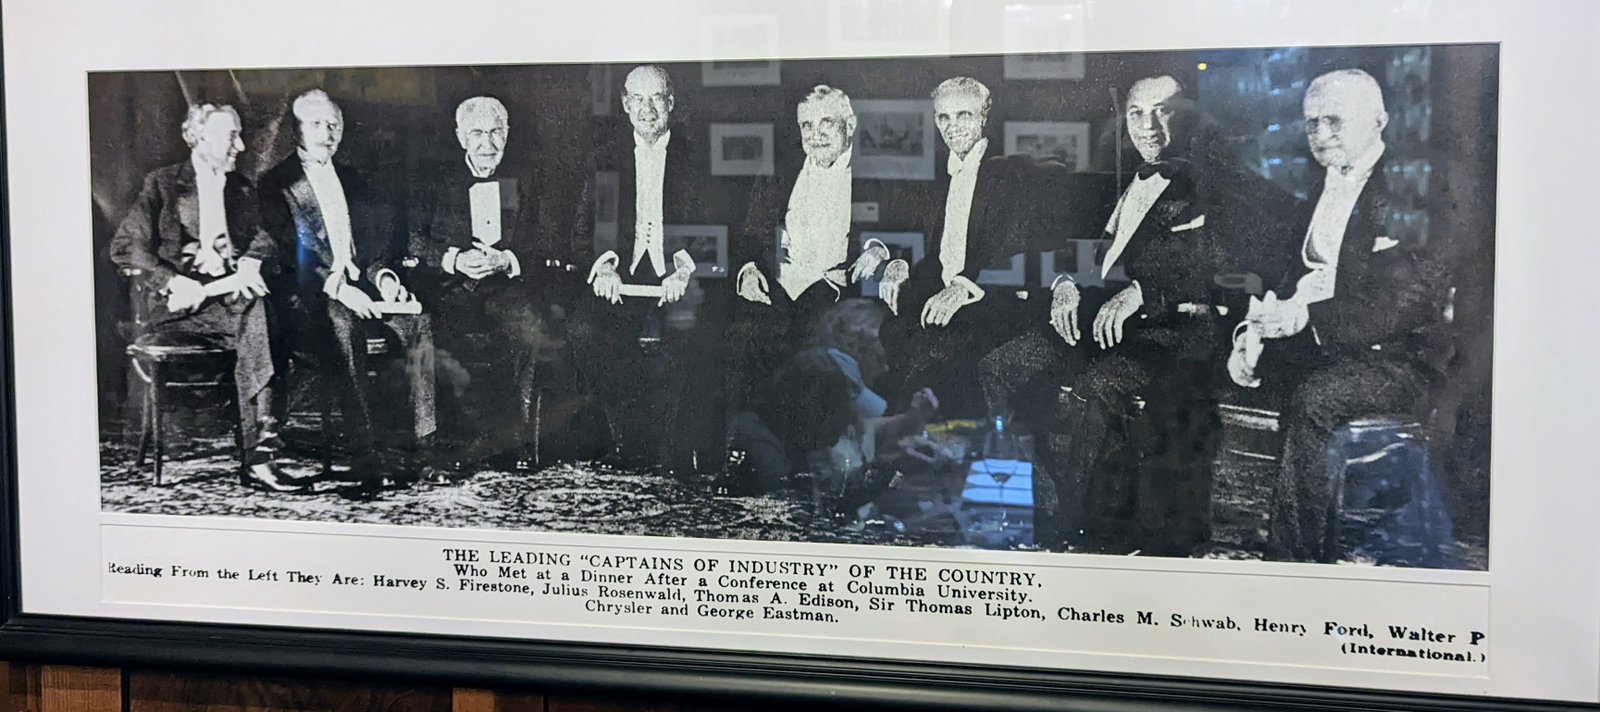 THE LEADING "CAPTAINS OF INDUSTRY" OF THE COUNTRY,
Who Met at a Dinner After a Conference at Columbia University.
Reading From the Left They Are: Harvey S. Firestone, Julius Rosenwald, Thomas A. Edison, Sir Thomas Lipton, Charles M. Schwab, Henry Ford, Walter P
Chrysler and George Eastman.
(International.)